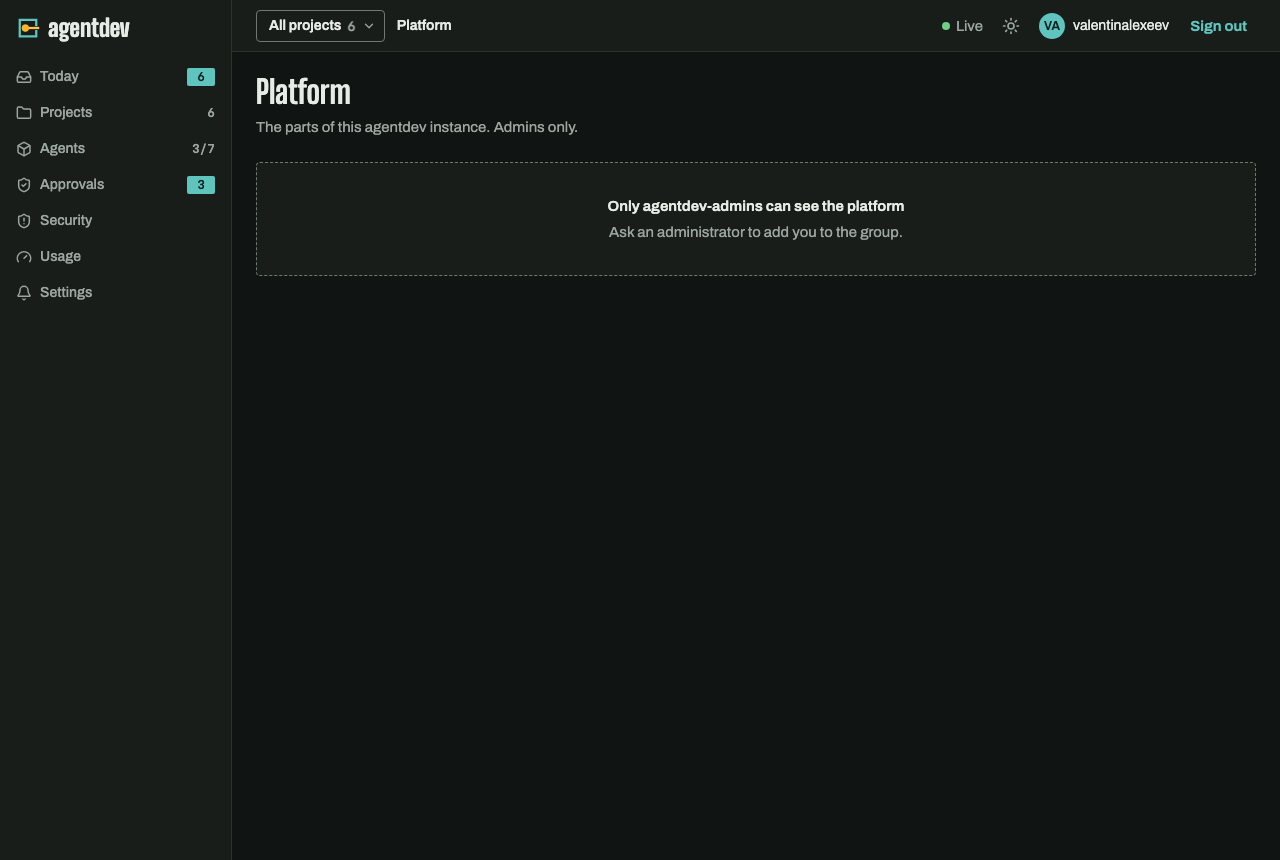 agentdev
Today 6
Projects 6
Agents 3/7
Approvals 3
Security
Usage
Settings
All projects 6 Platform
Live VA valentinalexeev Sign out
Platform
The parts of this agentdev instance. Admins only.
Only agentdev-admins can see the platform
Ask an administrator to add you to the group.